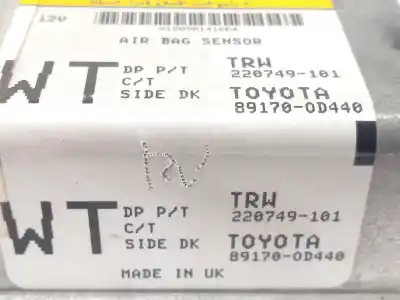 12V
AIR BAG SENSOR
WT
DP P/T TRW
C/T 220749-101
SIDE DK TOYOTA
89170-0D440
WT
DP P/T TRW
C/T 220749-101
SIDE DK TOYOTA
89170-0D440
MADE IN UK